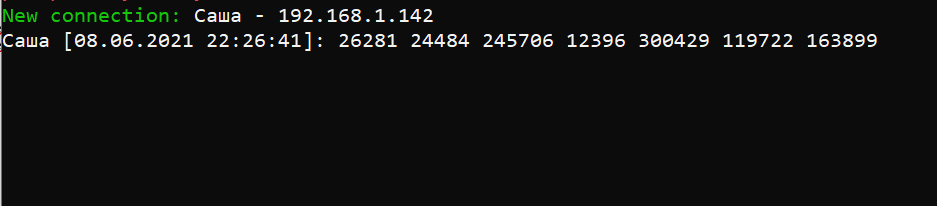 New connection: Саша - 192.168.1.142
Саша [08.06.2021 22:26:41]: 26281 24484 245706 12396 300429 119722 163899